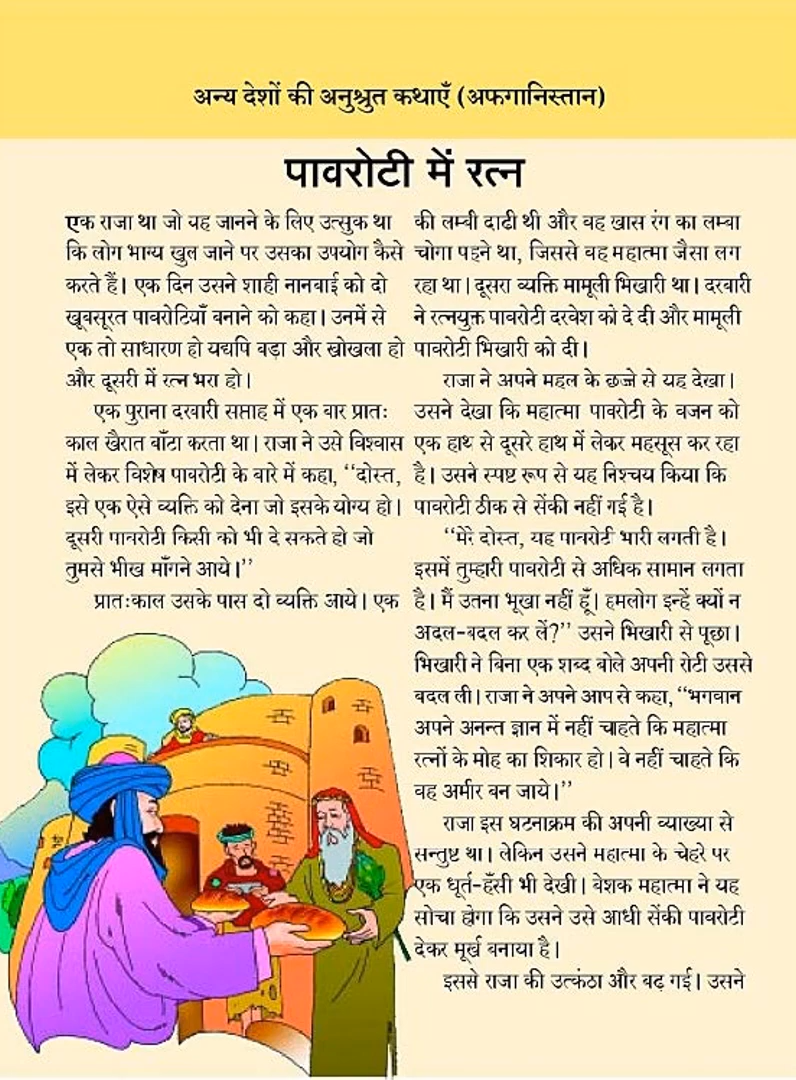 अन्य देशों की अनुश्रुत कथाएँ (अफगानिस्तान)
पावरोटी में रत्न
एक राजा था जो यह जानने के लिए उत्सुक था
कि लोग भाग्य खुल जाने पर उसका उपयोग कैसे
करते हैं। एक दिन उसने शाही नानबाई को दो
खूबसूरत पावरोटियाँ बनाने को कहा। उनमें से
एक तो साधारण हो यद्यपि बड़ा और खोखला हो
और दूसरी में रत्न भरा हो।
एक पुराना दरबारी सप्ताह में एक बार प्रातः
काल खैरात बाँटा करता था। राजा ने उसे विश्वास
में लेकर विशेष पावरोटी के बारे में कहा, ‘‘दोस्त,
इसे एक ऐसे व्यक्ति को देना जो इसके योग्य हो।
दूसरी पावरोटी किसी को भी दे सकते हो जो
तुमसे भीख माँगने आये।’’
प्रातःकाल उसके पास दो व्यक्ति आये। एक
की लम्बी दाढी थी और वह खास रंग का लम्बा
चोगा पहने था, जिससे वह महात्मा जैसा लग
रहा था। दूसरा व्यक्ति मामूली भिखारी था। दरबारी
ने रत्नयुक्त पावरोटी दरवेश को दे दी और मामूली
पावरोटी भिखारी को दी।
राजा ने अपने महल के छज्जे से यह देखा।
उसने देखा कि महात्मा पावरोटी के वजन को
एक हाथ से दूसरे हाथ में लेकर महसूस कर रहा
है। उसने स्पष्ट रूप से यह निश्चय किया कि
पावरोटी ठीक से सेंकी नहीं गई है।
‘‘मेरे दोस्त, यह पावरोटी भारी लगती है।
इसमें तुम्हारी पावरोटी से अधिक सामान लगता
है। मैं उतना भूखा नहीं हूँ। हमलोग इन्हें क्यों न
अदल-बदल कर लें?’’ उसने भिखारी से पूछा।
भिखारी ने बिना एक शब्द बोले अपनी रोटी उससे
बदल ली। राजा ने अपने आप से कहा, ‘‘भगवान
अपने अनन्त ज्ञान में नहीं चाहते कि महात्मा
रत्नों के मोह का शिकार हो। वे नहीं चाहते कि
वह अमीर बन जाये।’’
राजा इस घटनाक्रम की अपनी व्याख्या से
सन्तुष्ट था। लेकिन उसने महात्मा के चेहरे पर
एक धूर्त-हँसी भी देखी। बेशक महात्मा ने यह
सोचा होगा कि उसने उसे आधी सेंकी पावरोटी
देकर मूर्ख बनाया है।
इससे राजा की उत्कंठा और बढ़ गई। उसने